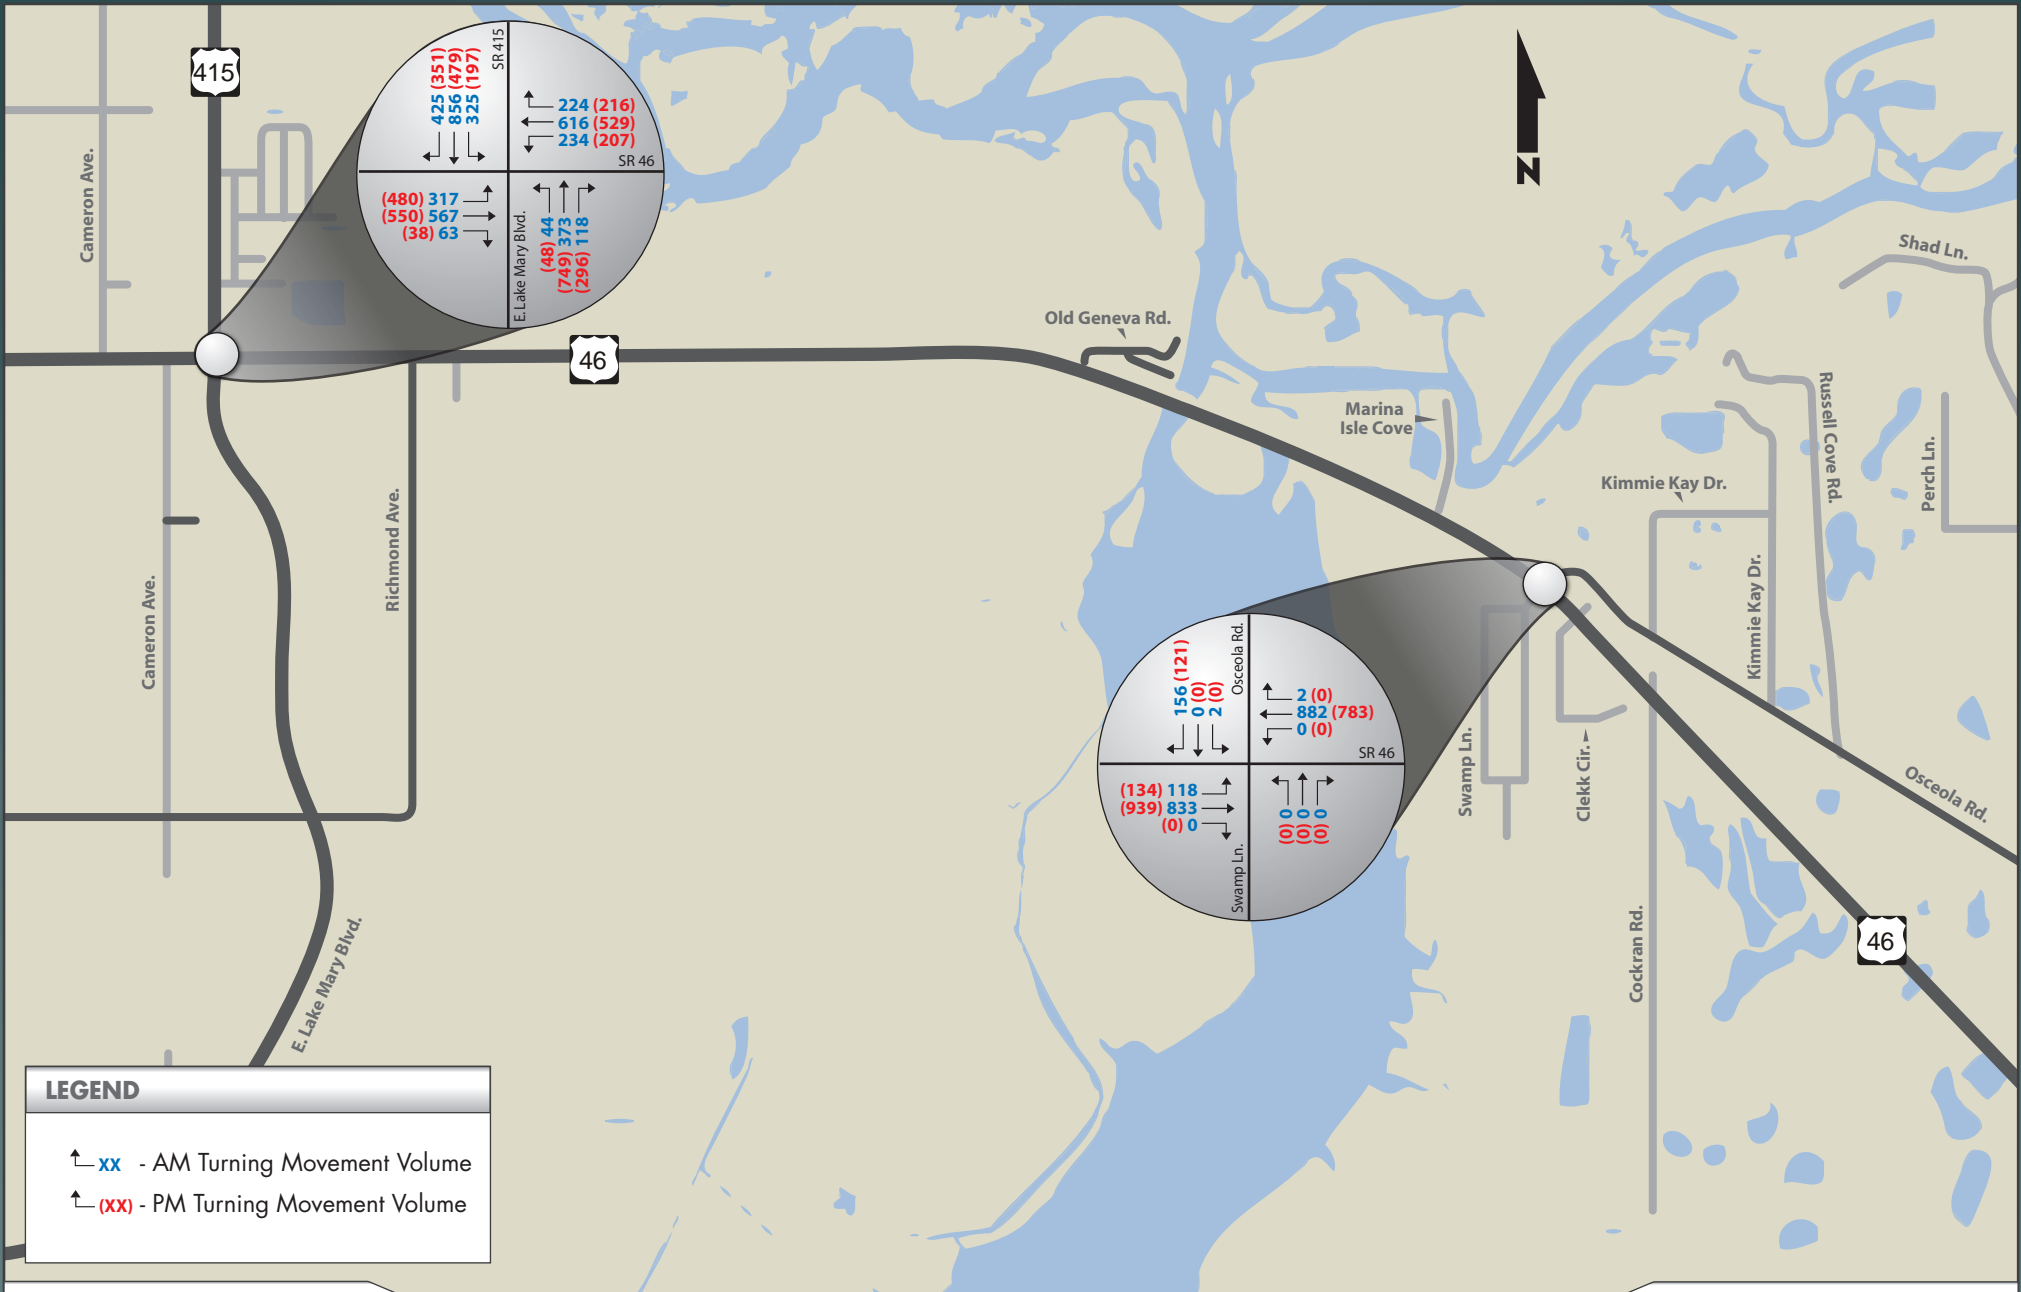 415
SR 415
425 (351)
856 (479)
325 (197)
224 (216)
616 (529)
234 (207)
SR 46
(480) 317
(550) 567
(38) 63
E. Lake Mary Blvd.
(48) 44
(749) 373
(296) 118
N
Cameron Ave.
Shad Ln.
Old Geneva Rd.
46
Marina
Isle Cove
Russell Cove Rd.
Perch Ln.
Kimmie Kay Dr.
Richmond Ave.
Cameron Ave.
Kimmie Kay Dr.
Osceola Rd.
156 (121)
0 (0)
2 (0)
2 (0)
882 (783)
0 (0)
SR 46
(134) 118
(939) 833
(0) 0
Swamp Ln.
(0) 0
(0) 0
(0) 0
Swamp Ln.
Clekk Cir.
Osceola Rd.
Cockran Rd.
46
E. Lake Mary Blvd.
LEGEND
XX - AM Turning Movement Volume
(XX) - PM Turning Movement Volume